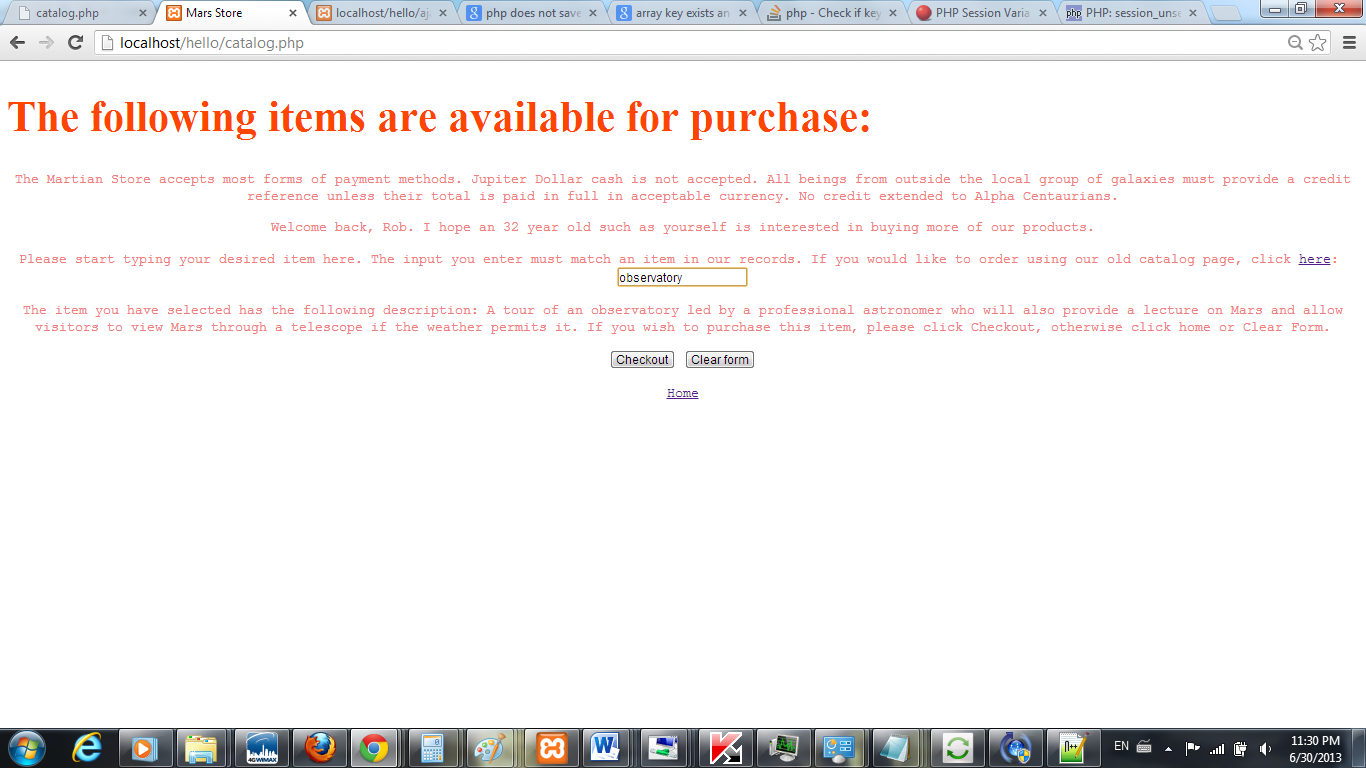 catalog.php
Mars Store
localhost/hello/aja
php does not save
array key exists an
php - Check if key
PHP Session Varia
PHP: session_unse
localhost/hello/catalog.php
The following items are available for purchase:
The Martian Store accepts most forms of payment methods. Jupiter Dollar cash is not accepted. All beings from outside the local group of galaxies must provide a credit
reference unless their total is paid in full in acceptable currency. No credit extended to Alpha Centaurians.
Welcome back, Rob. I hope an 32 year old such as yourself is interested in buying more of our products.
Please start typing your desired item here. The input you enter must match an item in our records. If you would like to order using our old catalog page, click here:
observatory
The item you have selected has the following description: A tour of an observatory led by a professional astronomer who will also provide a lecture on Mars and allow
visitors to view Mars through a telescope if the weather permits it. If you wish to purchase this item, please click Checkout, otherwise click home or Clear Form.
Checkout Clear form
Home
4G WIMAX
EN
11:30 PM
6/30/2013